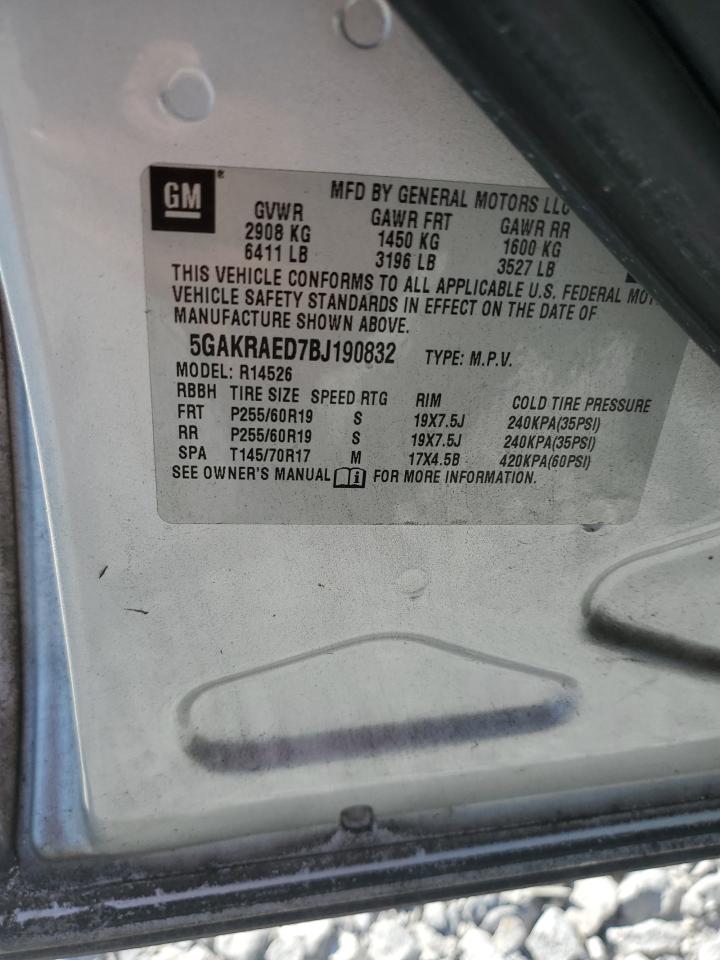 GM ®
MFD BY GENERAL MOTORS LLC
GVWR GAWR FRT GAWR RR
2908 KG 1450 KG 1600 KG
6411 LB 3196 LB 3527 LB
THIS VEHICLE CONFORMS TO ALL APPLICABLE U.S. FEDERAL
VEHICLE SAFETY STANDARDS IN EFFECT ON THE DATE OF
MANUFACTURE SHOWN ABOVE.
5GAKRAED7BJ190832 TYPE: M.P.V.
MODEL: R14526
RBBH TIRE SIZE SPEED RTG RIM COLD TIRE PRESSURE
FRT P255/60R19 S 19X7.5J 240KPA(35PSI)
RR P255/60R19 S 19X7.5J 240KPA(35PSI)
SPA T145/70R17 M 17X4.5B 420KPA(60PSI)
SEE OWNER'S MANUAL i FOR MORE INFORMATION.